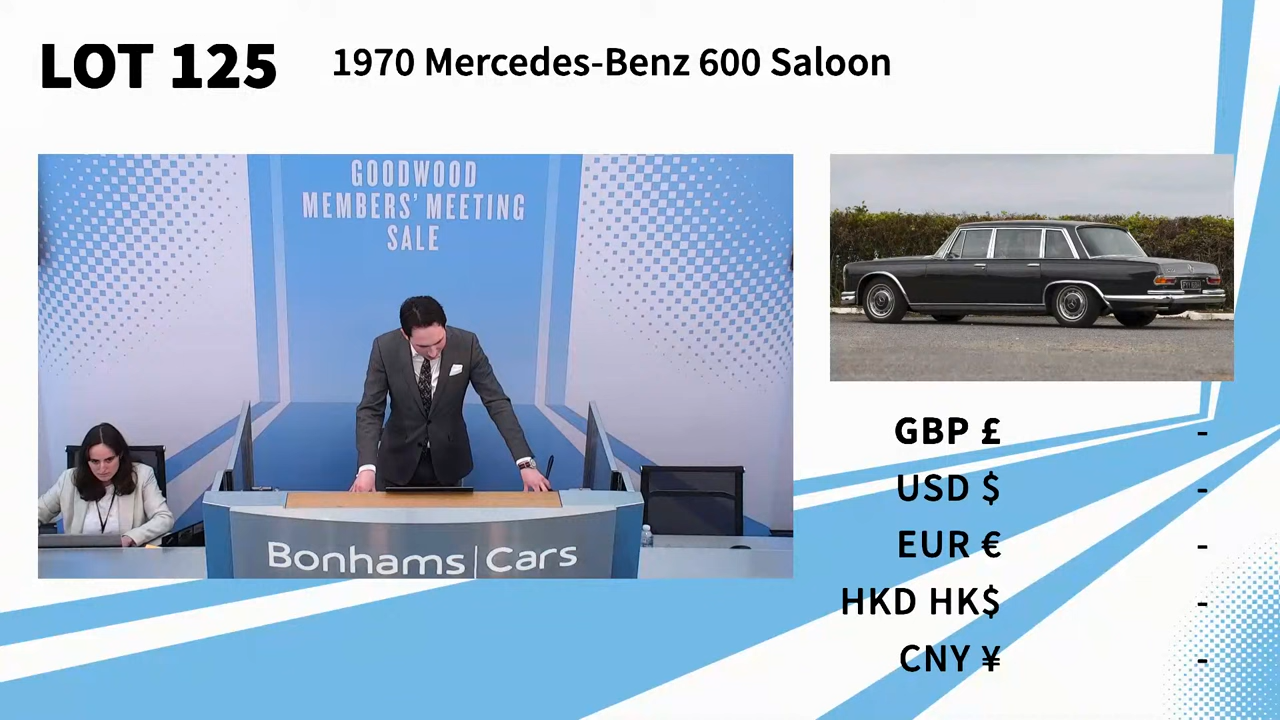 LOT 125
1970 Mercedes-Benz 600 Saloon
GOODWOOD
MEMBERS' MEETING
SALE
Bonhams|Cars
GBP £ -
USD $ -
EUR € -
HKD HK$ -
CNY ¥ -